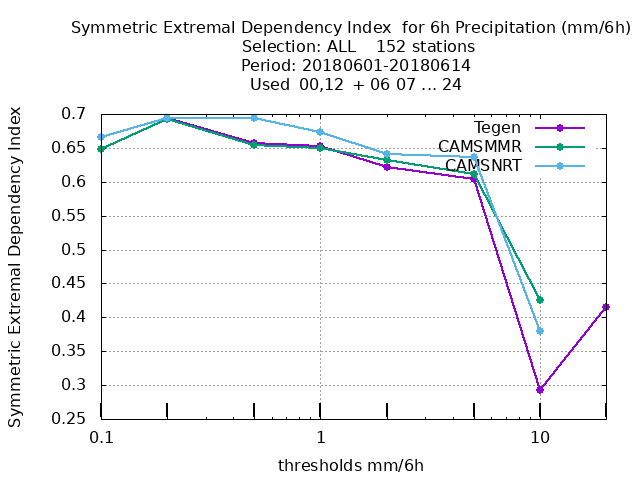 Symmetric Extremal Dependency Index  for 6h Precipitation (mm/6h)
Selection: ALL    152 stations
Period: 20180601-20180614
Used  00,12  + 06 07 ... 24
Symmetric Extremal Dependency Index
0.7
0.65
0.6
0.55
0.5
0.45
0.4
0.35
0.3
0.25
Tegen
CAMSMMR
CAMSNRT
0.1 1 10
thresholds mm/6h